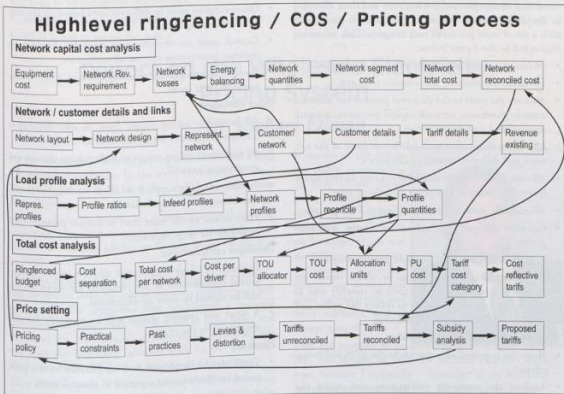 Highlevel ringfencing / COS / Pricing process
Network capital cost analysis
Equipment cost
Network Rev. requirement
Network losses
Energy balancing
Network quantities
Network segment cost
Network total cost
Network reconciled cost
Network / customer details and links
Network layout
Network design
Represent. network
Customer/ network
Customer details
Tariff details
Revenue existing
Load profile analysis
Repres. profiles
Profile ratios
Infeed profiles
Network profiles
Profile reconcile
Profile quantities
Total cost analysis
Ringfenced budget
Cost separation
Total cost per network
Cost per driver
TOU allocator
TOU cost
Allocation units
PU cost
Tariff cost category
Cost reflective tarifs
Price setting
Pricing policy
Practical constraints
Past practices
Levies & distortion
Tariffs unreconciled
Tariffs reconciled
Subsidy analysis
Proposed tariffs